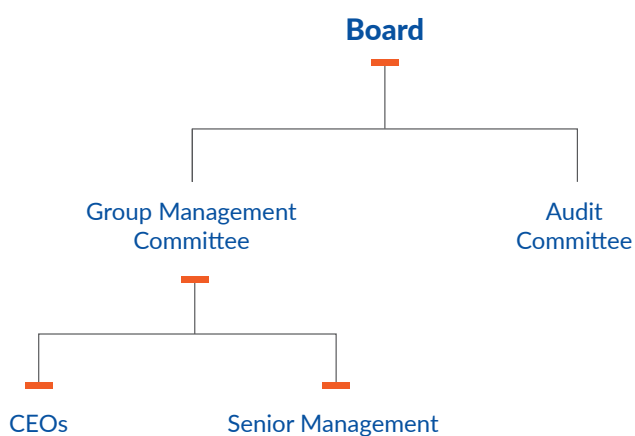 Board
Group Management
Committee
Audit
Committee
CEOs
Senior Management